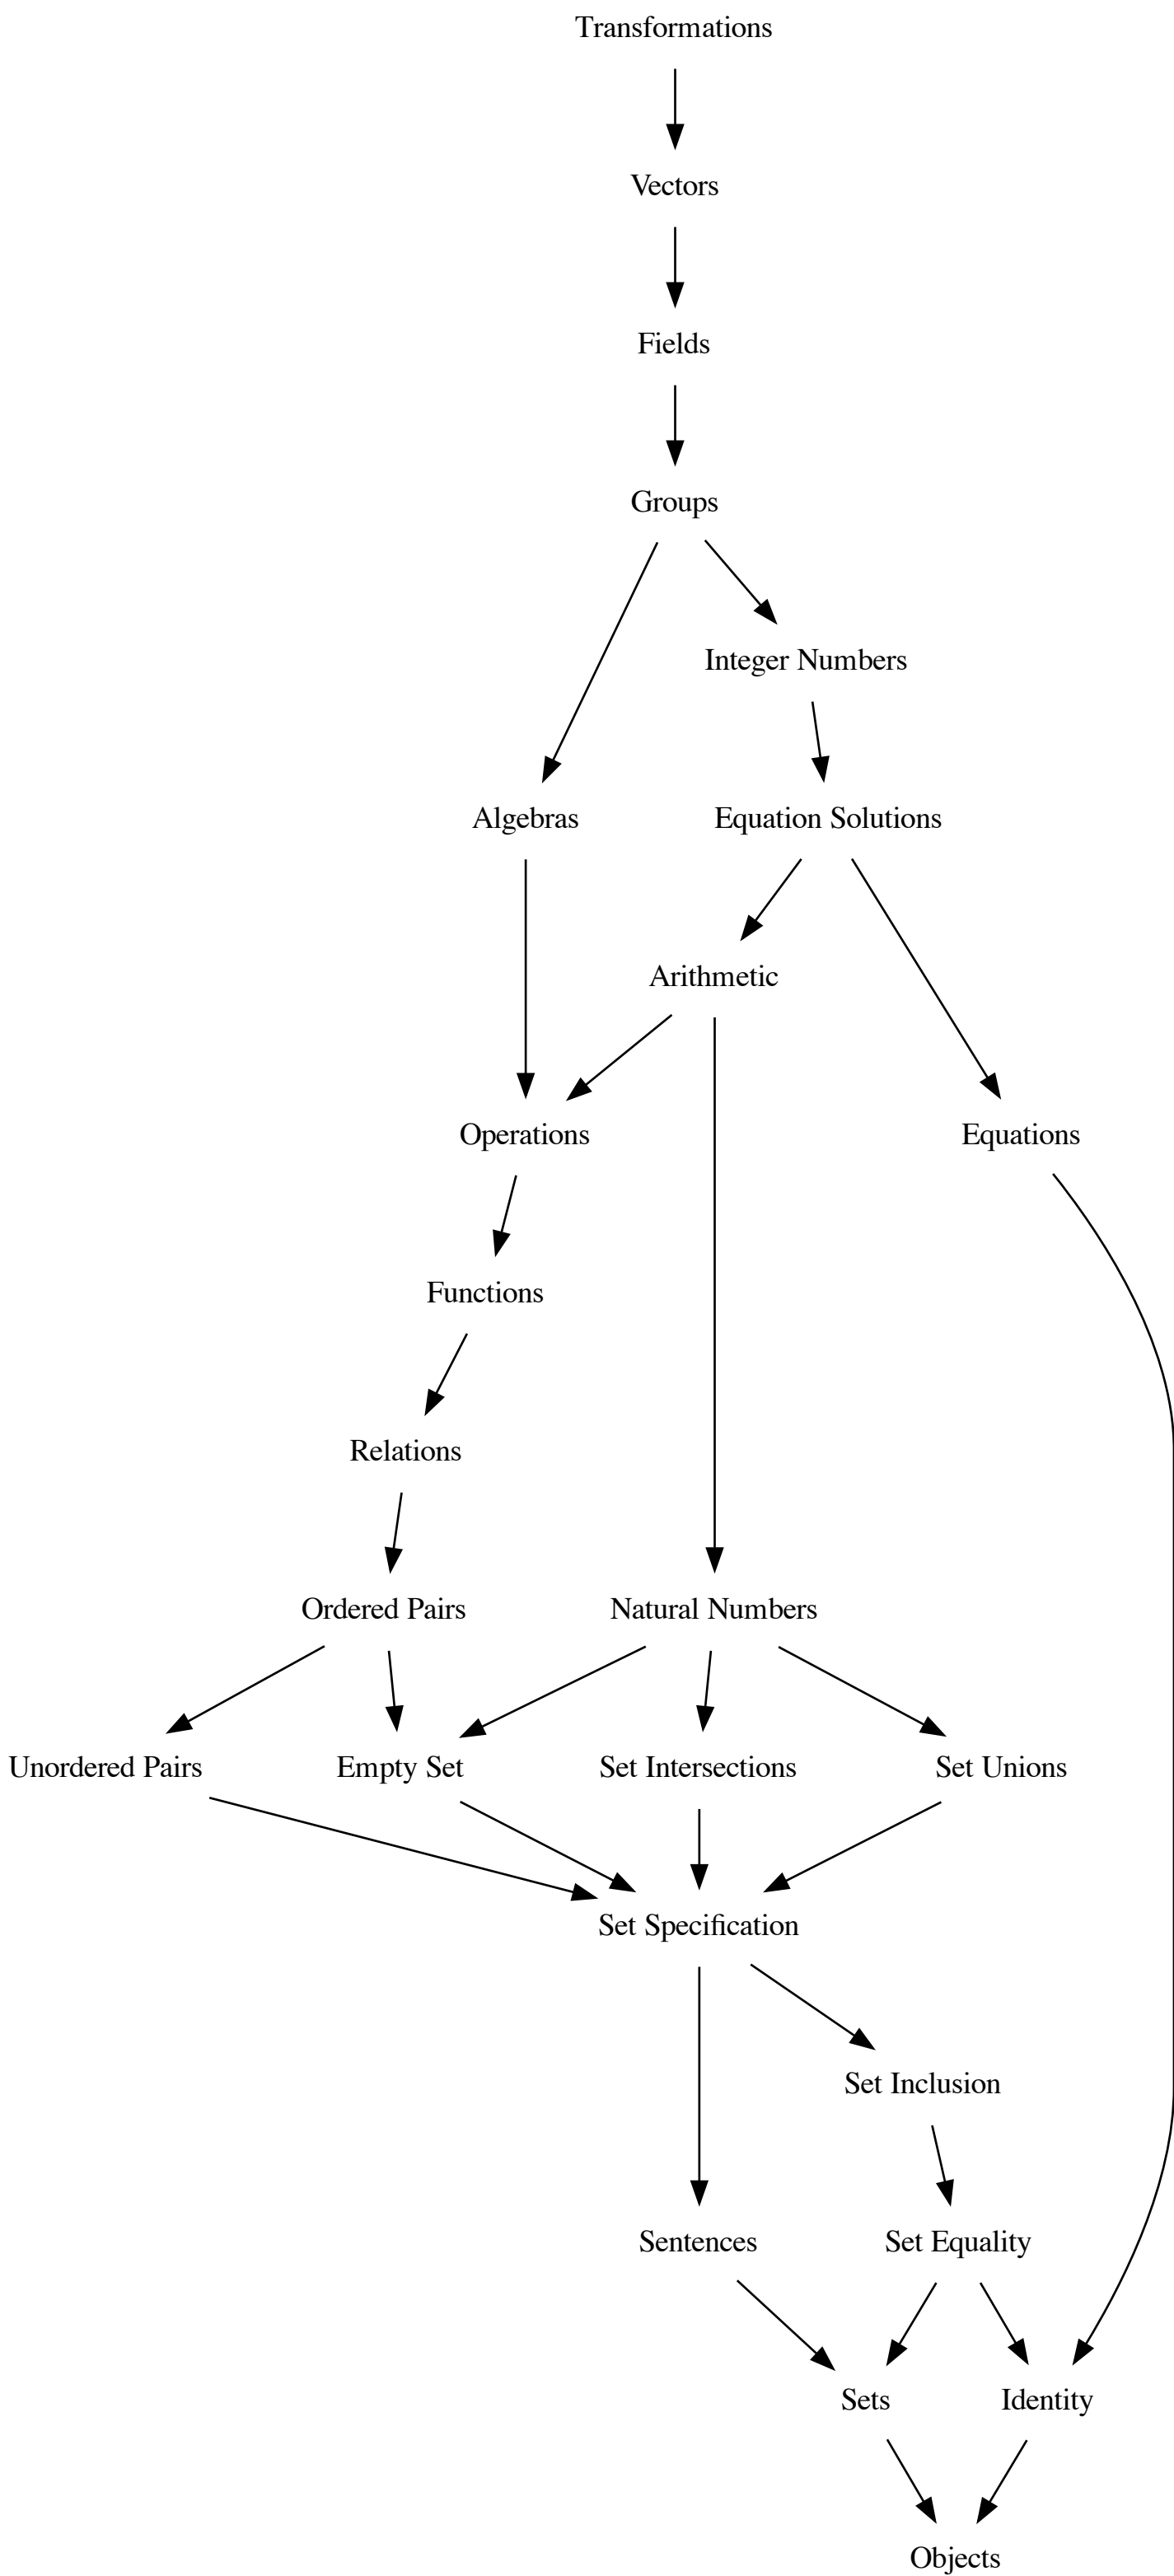 Transformations
Vectors
Fields
Groups
Integer Numbers
Algebras
Equation Solutions
Arithmetic
Operations
Equations
Functions
Relations
Ordered Pairs
Natural Numbers
Unordered Pairs
Empty Set
Set Intersections
Set Unions
Set Specification
Set Inclusion
Sentences
Set Equality
Sets
Identity
Objects